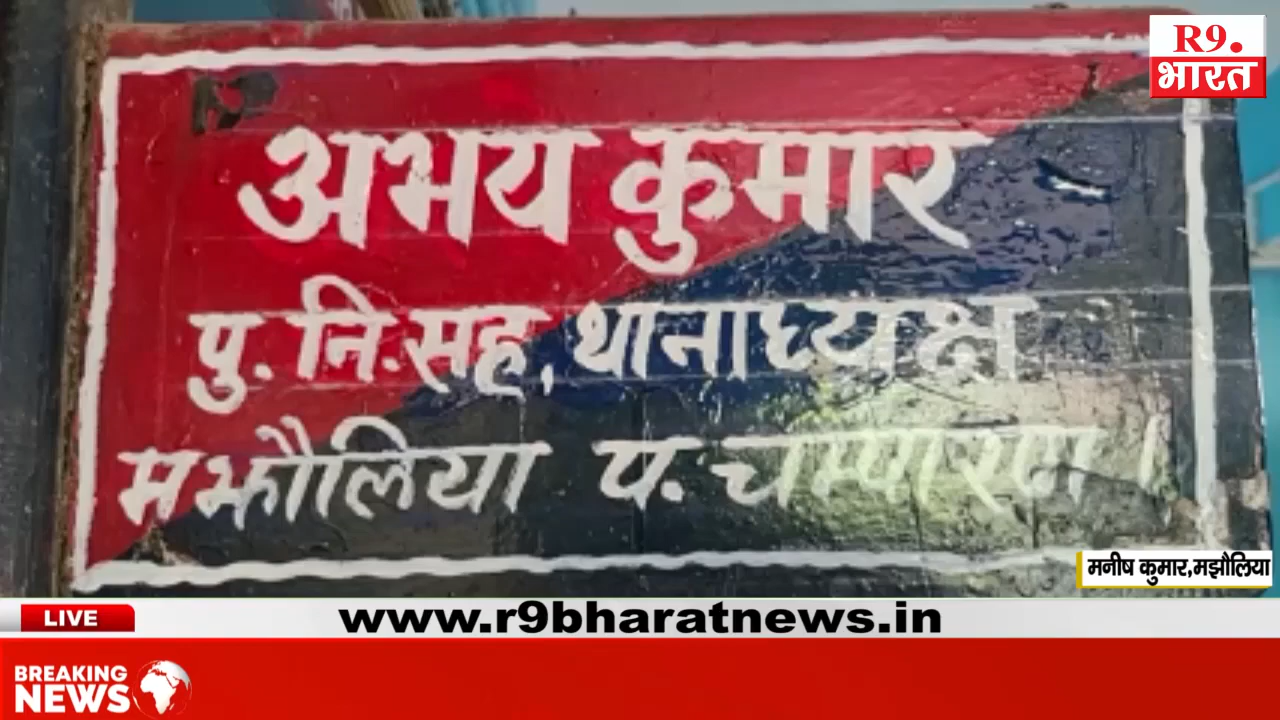 R9.
भारत
अभय कुमार
पु. नि. सह, थानाध्यक्ष
मझौलिया प. चम्पारण।
मनीष कुमार,मझौलिया
LIVE
www.r9bharatnews.in
BREAKING
NEWS